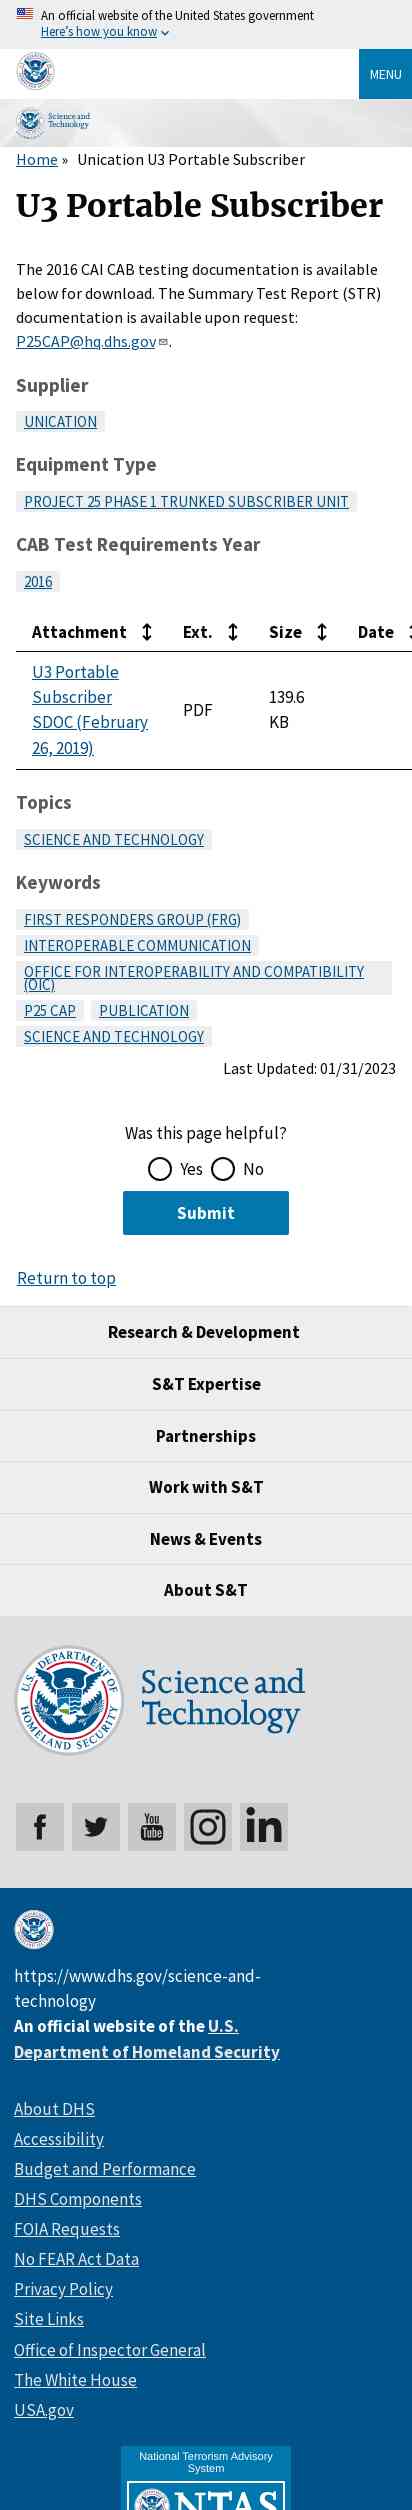 An official website of the United States government
Here's how you know
MENU
Science and
Technology
Home » Unication U3 Portable Subscriber
U3 Portable Subscriber
The 2016 CAI CAB testing documentation is available
below for download. The Summary Test Report (STR)
documentation is available upon request:
P25CAP@hq.dhs.gov.
Supplier
UNICATION
Equipment Type
PROJECT 25 PHASE 1 TRUNKED SUBSCRIBER UNIT
CAB Test Requirements Year
2016
Attachment Ext. Size Date
U3 Portable
Subscriber
SDOC (February
26, 2019)
PDF
139.6
KB
Topics
SCIENCE AND TECHNOLOGY
Keywords
FIRST RESPONDERS GROUP (FRG)
INTEROPERABLE COMMUNICATION
OFFICE FOR INTEROPERABILITY AND COMPATIBILITY
(OIC)
P25 CAP PUBLICATION
SCIENCE AND TECHNOLOGY
Last Updated: 01/31/2023
Was this page helpful?
Yes No
Submit
Return to top
Research & Development
S&T Expertise
Partnerships
Work with S&T
News & Events
About S&T
U.S. DEPARTMENT OF
HOMELAND SECURITY
Science and
Technology
You
Tube
in
https://www.dhs.gov/science-and-
technology
An official website of the U.S.
Department of Homeland Security
About DHS
Accessibility
Budget and Performance
DHS Components
FOIA Requests
No FEAR Act Data
Privacy Policy
Site Links
Office of Inspector General
The White House
USA.gov
National Terrorism Advisory
System
NTAS